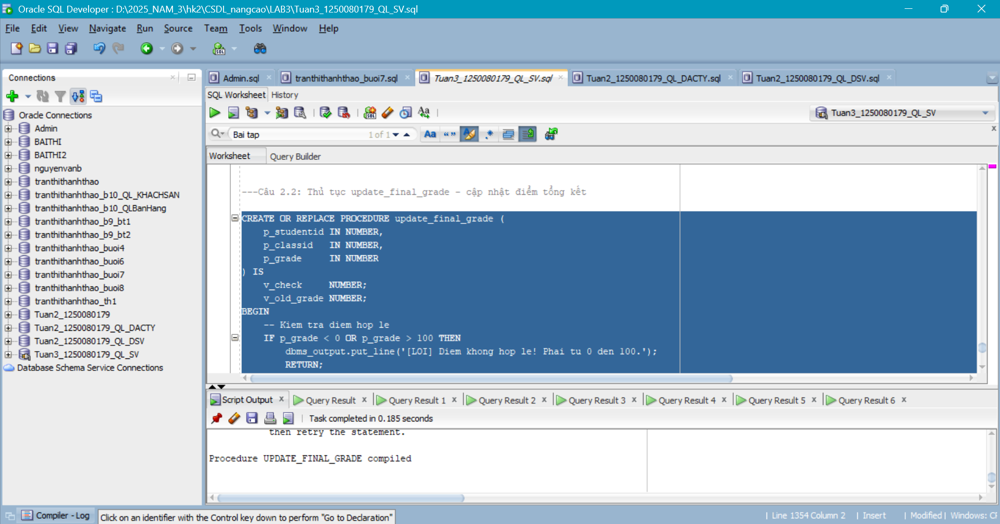 Oracle SQL Developer : D:\2025_NAM_3\hk2\CSDL_nangcao\LAB3\Tuan3_1250080179_QL_SV.sql
File Edit View Navigate Run Source Team Tools Window Help
SQL
Connections
Oracle Connections
Admin
BAITHI
BAITHI2
nguyenvanb
tranthithanhthao
tranthithanhthao_b10_QL_KHACHSAN
tranthithanhthao_b10_QLBanHang
tranthithanhthao_b9_bt1
tranthithanhthao_b9_bt2
tranthithanhthao_buoi4
tranthithanhthao_buoi6
tranthithanhthao_buoi7
tranthithanhthao_buoi8
tranthithanhthao_th1
Tuan2_1250080179
Tuan2_1250080179_QL_DACTY
Tuan2_1250080179_QL_DSV
Tuan3_1250080179_QL_SV
Database Schema Service Connections
Admin.sql tranthithanhthao_buoi7.sql Tuan3_1250080179_QL_SV.sql Tuan2_1250080179_QL_DACTY.sql Tuan2_1250080179_QL_DSV.sql
SQL Worksheet History
SQL Aa Tuan3_1250080179_QL_SV
Bai tap 1 of 1 Aa “ ” .*
Worksheet Query Builder
---Câu 2.2: Thủ tục update_final_grade - cập nhật điểm tổng kết
CREATE OR REPLACE PROCEDURE update_final_grade (
p_studentid IN NUMBER,
p_classid IN NUMBER,
p_grade IN NUMBER
) IS
v_check NUMBER;
v_old_grade NUMBER;
BEGIN
-- Kiem tra diem hop le
IF p_grade < 0 OR p_grade > 100 THEN
dbms_output.put_line('[LOI] Diem khong hop le! Phai tu 0 den 100.');
RETURN;
Script Output Query Result Query Result 1 Query Result 2 Query Result 3 Query Result 4 Query Result 5 Query Result 6
Task completed in 0.185 seconds
then retry the statement.
Procedure UPDATE_FINAL_GRADE compiled
Compiler - Log Click on an identifier with the Control key down to perform "Go to Declaration" | Line 1354 Column 2 | Insert | Modified | Windows: CF